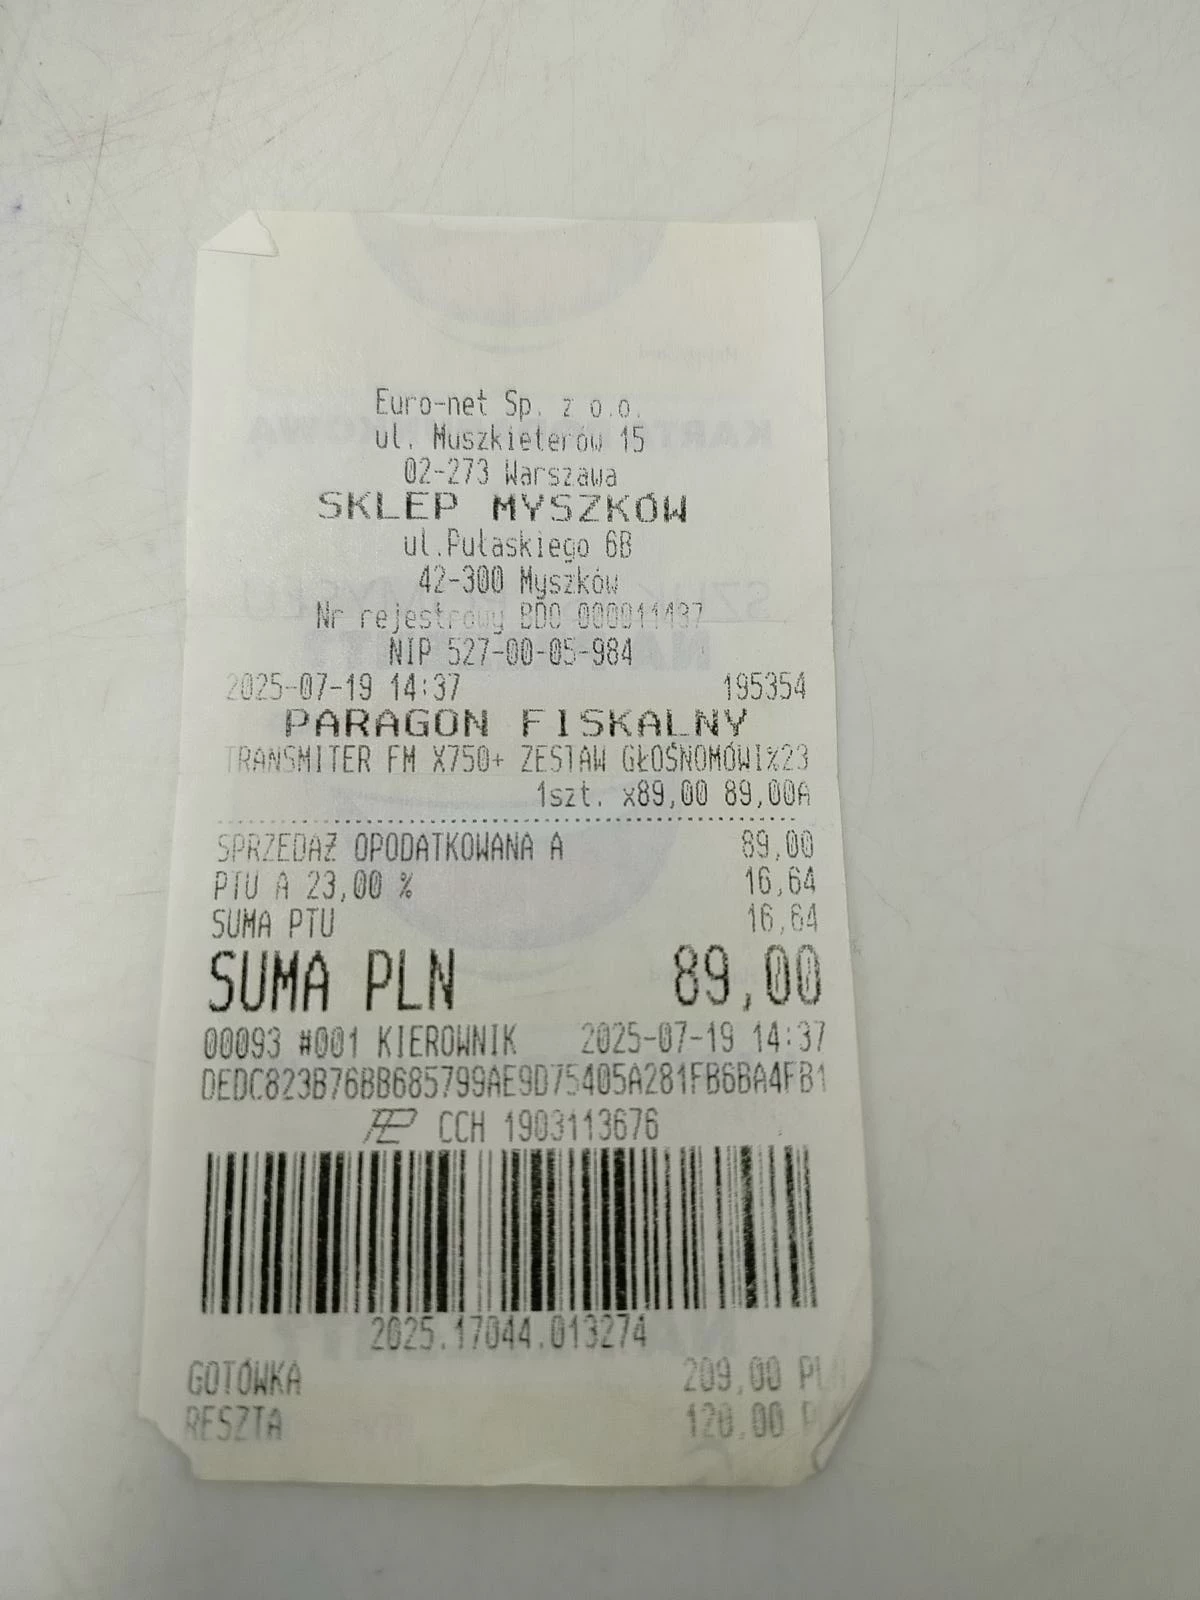 Euro-net Sp. z o.o.
ul. Muszkieterów 15
02-273 Warszawa
SKLEP MYSZKÓW
ul.Pułaskiego 6B
42-300 Myszków
Nr rejestrowy BDO 000011437
NIP 527-00-05-984
2025-07-19 14:37 195354
PARAGON FISKALNY
TRANSMITER FM X750+ ZESTAW GŁOŚNOMÓWI%23
1szt. x89,00 89,00A
SPRZEDAŻ OPODATKOWANA A 89,00
PTU A 23,00 % 16,64
SUMA PTU 16,64
SUMA PLN 89,00
00093 #001 KIEROWNIK 2025-07-19 14:37
DEDC823B76BB685799AE9D75405A281FB6BA4FB1
CCH 1903113676
2025.17044.013274
GOTÓWKA 209,00 PLN
RESZTA 120,00